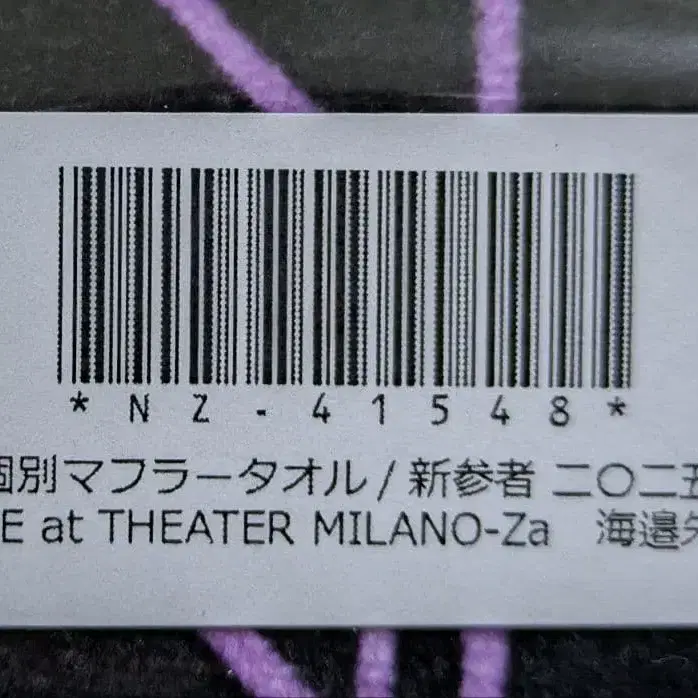 *NZ-41548*
個別マフラータオル / 新参者 二〇二五
E at THEATER MILANO-Za 海邉